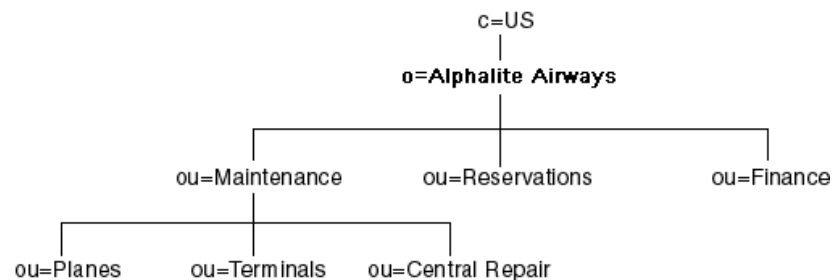 c=US
o=Alphalite Airways
ou=Maintenance ou=Reservations ou=Finance
ou=Planes ou=Terminals ou=Central Repair